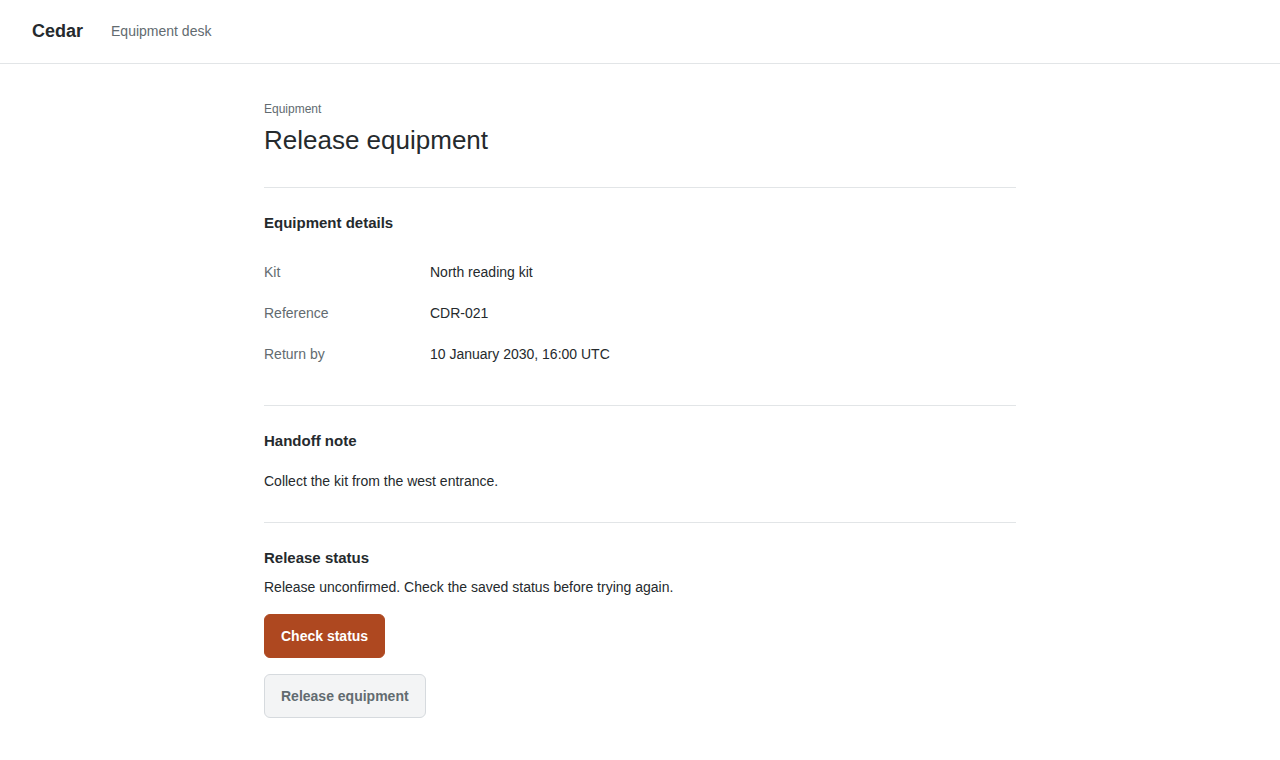 Cedar Equipment desk
Equipment
Release equipment
Equipment details
Kit North reading kit
Reference CDR-021
Return by 10 January 2030, 16:00 UTC
Handoff note
Collect the kit from the west entrance.
Release status
Release unconfirmed. Check the saved status before trying again.
Check status
Release equipment